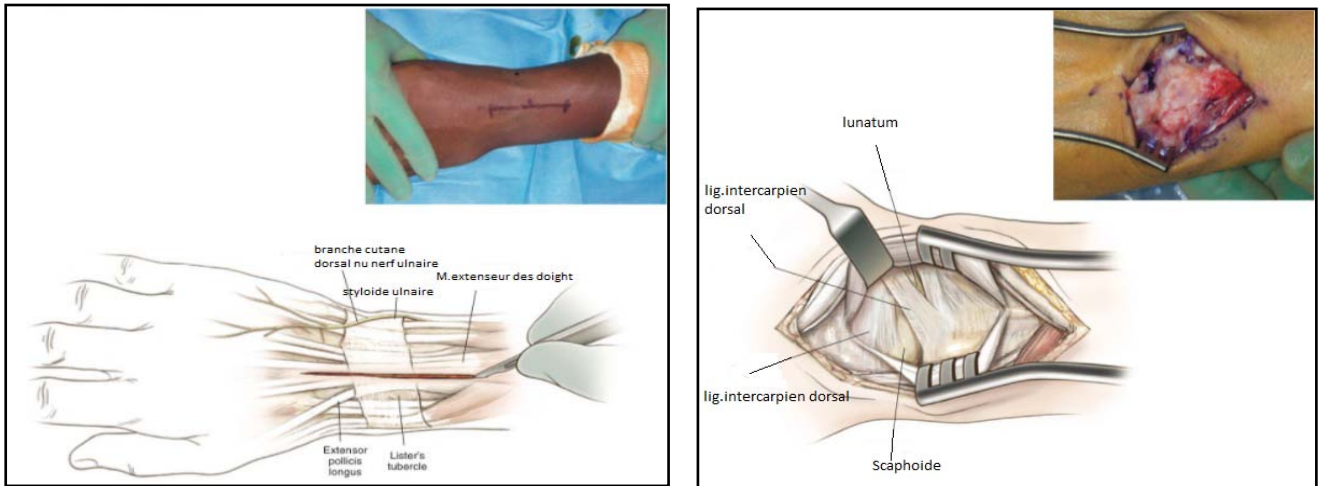 branche cutane
dorsal nu nerf ulnaire
M.extenseur des doight
styloide ulnaire
Extensor
pollicis
longus
Lister's
tubercle
lunatum
lig.intercarpien
dorsal
lig.intercarpien dorsal
Scaphoide